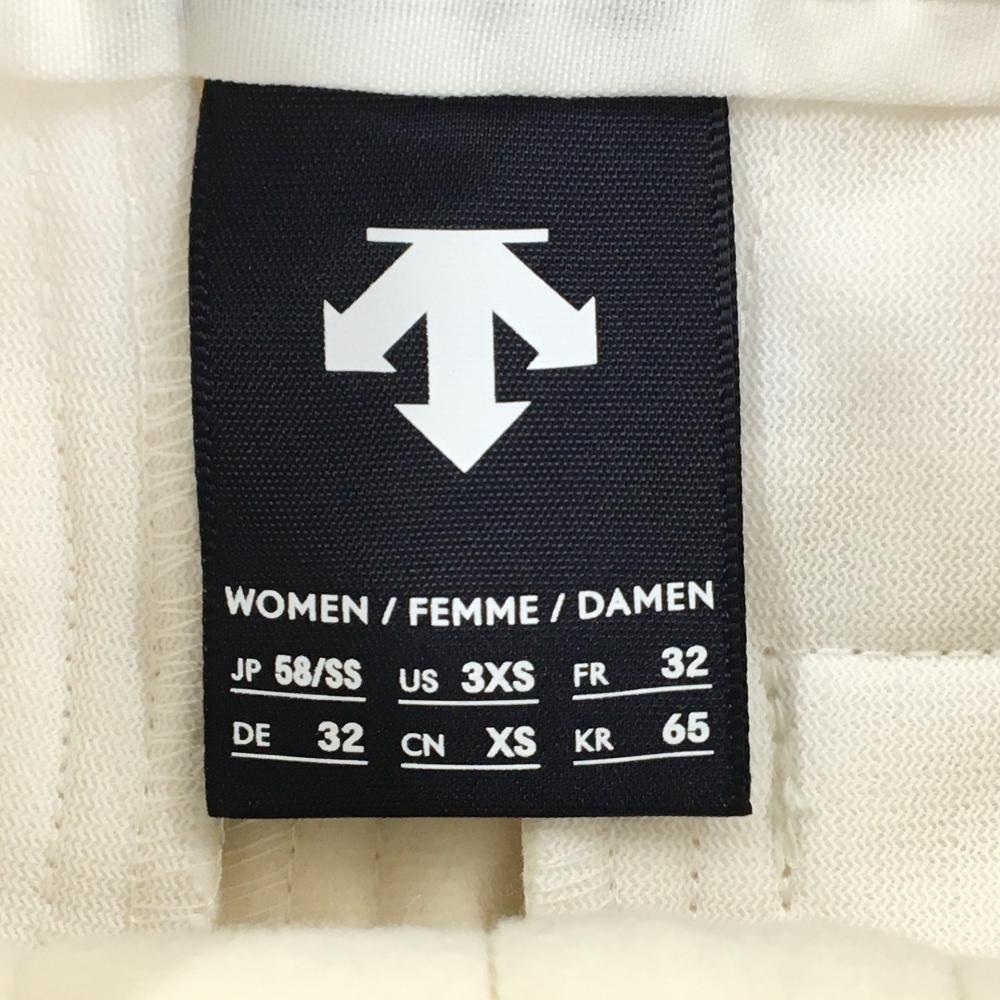 WOMEN / FEMME / DAMEN
JP 58/SS US 3XS FR 32
DE 32 CN XS KR 65